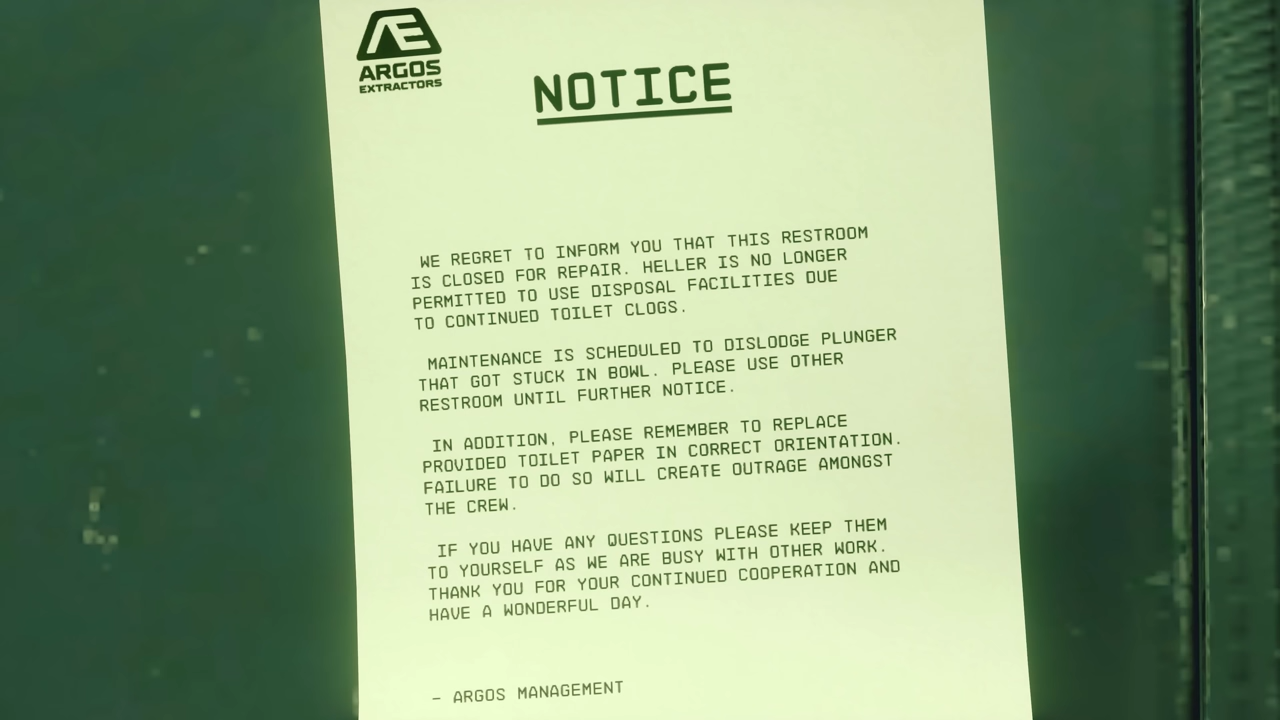 ARGOS
EXTRACTORS
NOTICE
WE REGRET TO INFORM YOU THAT THIS RESTROOM
IS CLOSED FOR REPAIR. HELLER IS NO LONGER
PERMITTED TO USE DISPOSAL FACILITIES DUE
TO CONTINUED TOILET CLOGS.
MAINTENANCE IS SCHEDULED TO DISLODGE PLUNGER
THAT GOT STUCK IN BOWL. PLEASE USE OTHER
RESTROOM UNTIL FURTHER NOTICE.
IN ADDITION, PLEASE REMEMBER TO REPLACE
PROVIDED TOILET PAPER IN CORRECT ORIENTATION.
FAILURE TO DO SO WILL CREATE OUTRAGE AMONGST
THE CREW.
IF YOU HAVE ANY QUESTIONS PLEASE KEEP THEM
TO YOURSELF AS WE ARE BUSY WITH OTHER WORK.
THANK YOU FOR YOUR CONTINUED COOPERATION AND
HAVE A WONDERFUL DAY.
– ARGOS MANAGEMENT